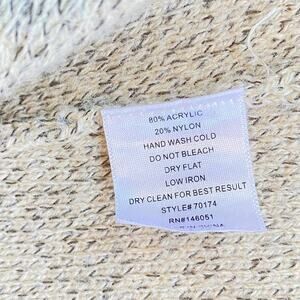 80% ACRYLIC
20% NYLON
HAND WASH COLD
DO NOT BLEACH
DRY FLAT
LOW IRON
DRY CLEAN FOR BEST RESULT
STYLE# 70174
RN#146051